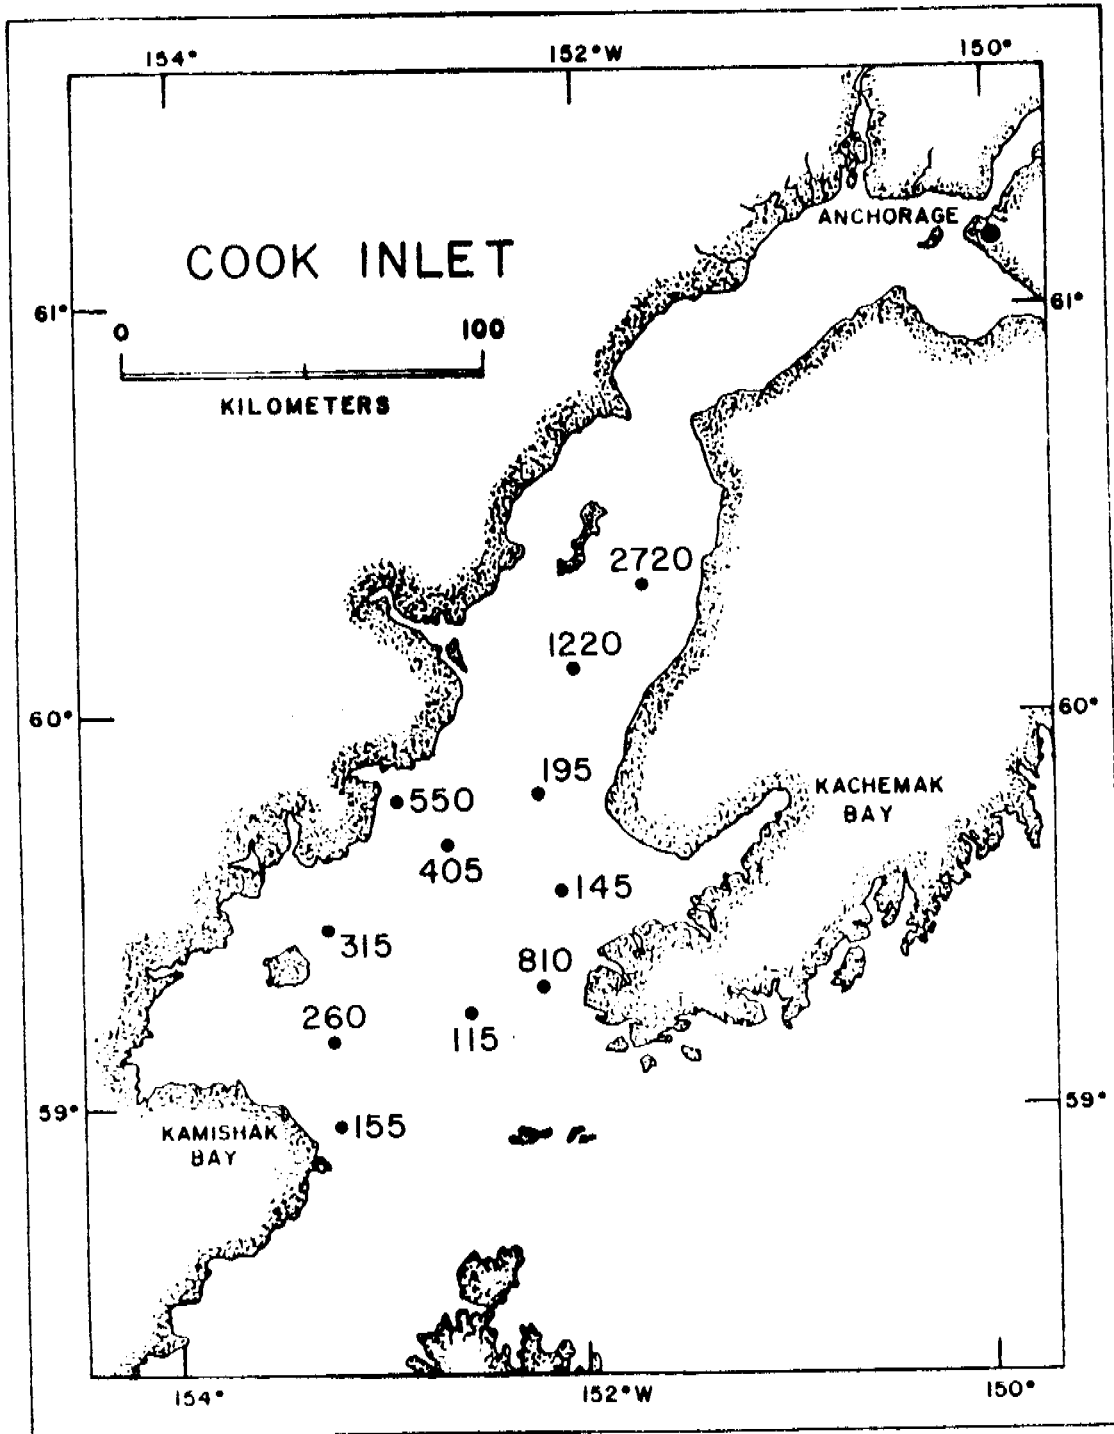 154° 152°W 150°
ANCHORAGE
COOK INLET
61° 61°
0 100
KILOMETERS
2720
1220
60° 60°
195
KACHEMAK
BAY
550
405
145
315
810
260
115
59° 59°
155
KAMISHAK
BAY
154° 152°W 150°